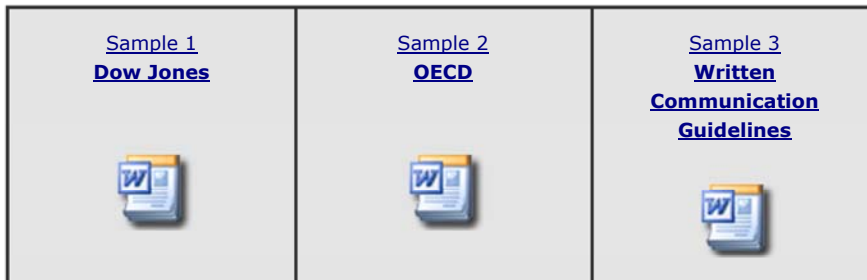 Sample 1
Dow Jones
W
Sample 2
OECD
W
Sample 3
Written
Communication
Guidelines
W